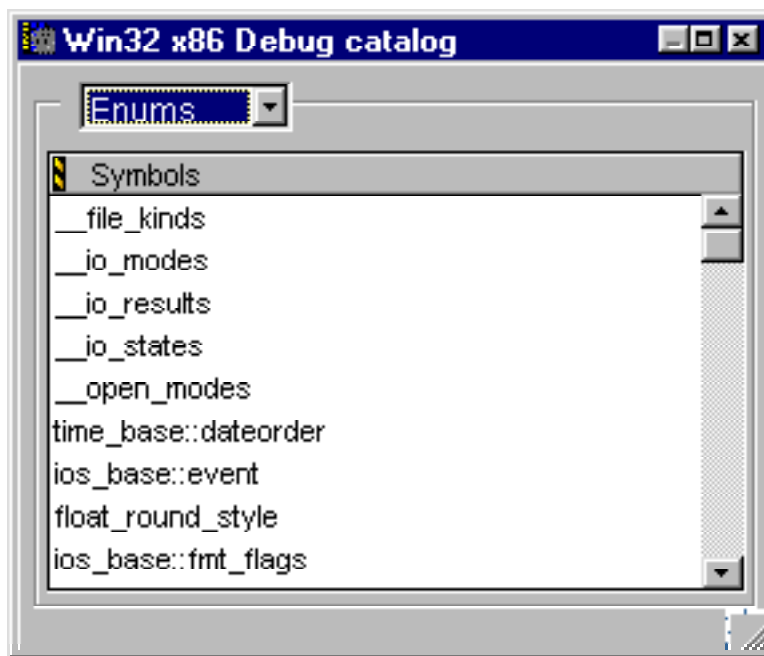 Win32 x86 Debug catalog
Enums
Symbols
__file_kinds
__io_modes
__io_results
__io_states
__open_modes
time_base::dateorder
ios_base::event
float_round_style
ios_base::fmt_flags